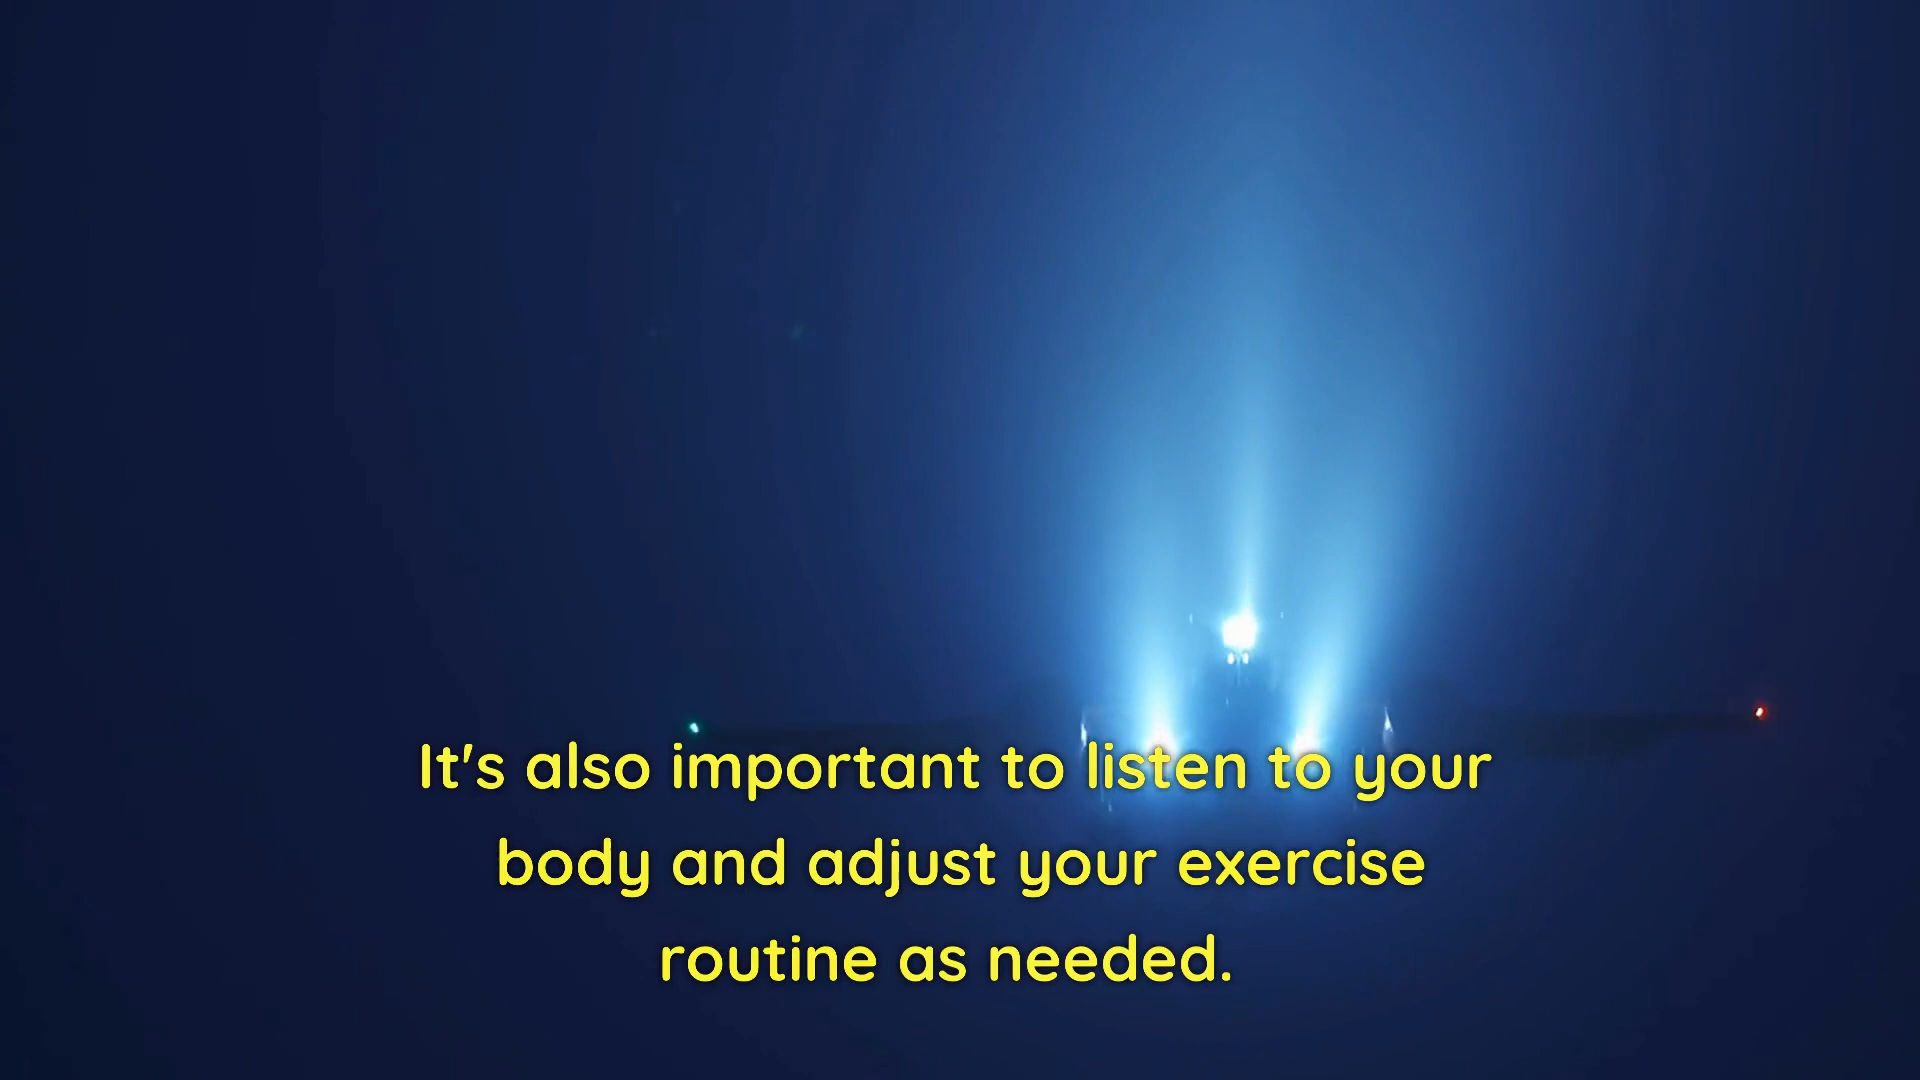 It's also important to listen to your
body and adjust your exercise
routine as needed.